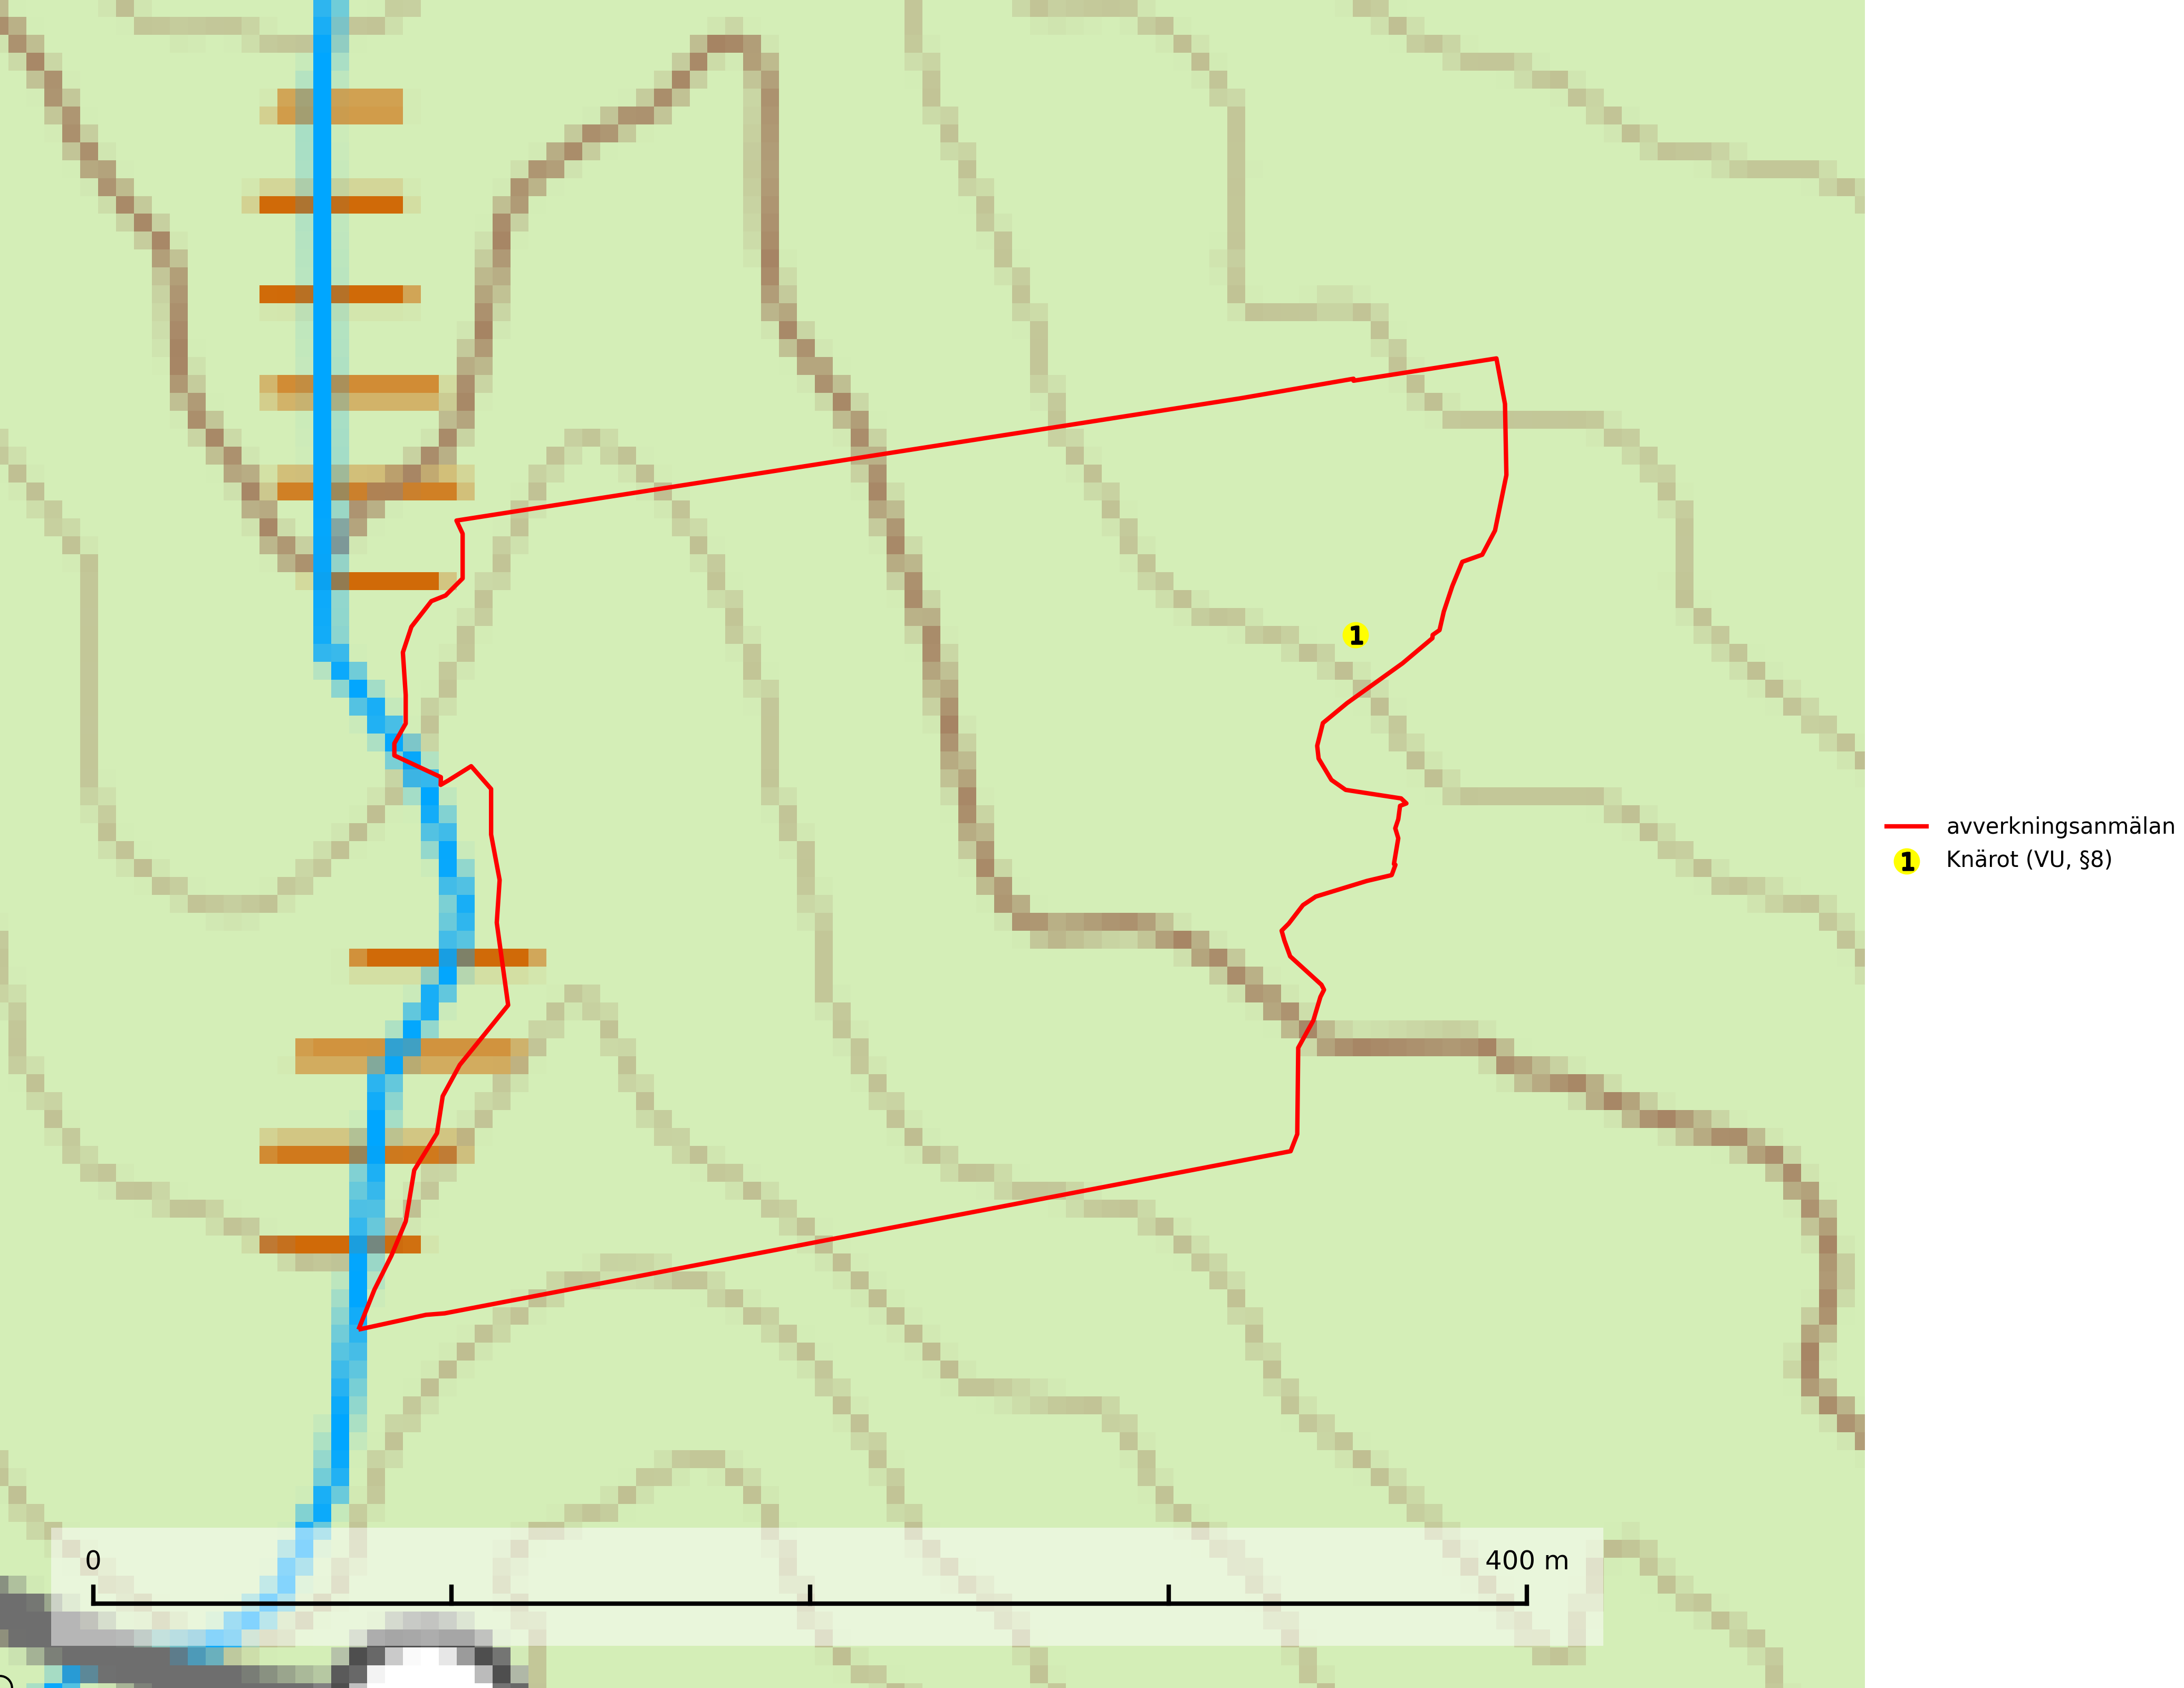 1
avverkningsanmälan
1 Knärot (VU, §8)
0 400 m